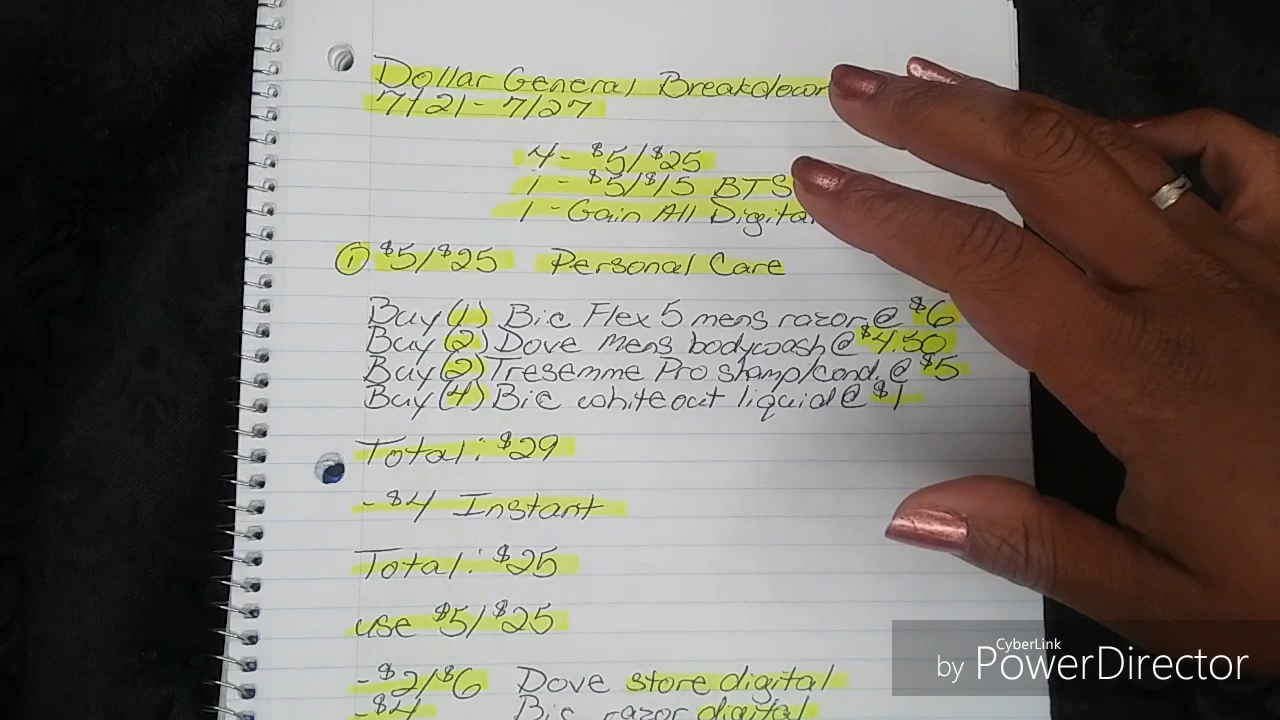 Dollar General Breakdown
7/21 - 7/27
4 - $5/$25
1 - $5/$15 BTS
1 - Gain All Digital
① $5/$25 Personal Care
Buy (1) Bic Flex 5 mens razor @ $6
Buy (2) Dove Mens bodywash @ $4.50
Buy (2) Tresemme Pro shamp/cond. @ $5
Buy (4) Bic whiteout liquid @ $1
Total: $29
- $4 Instant
Total: $25
use $5/$25
- $2/$6 Dove store digital
- $4 Bic razor digital
CyberLink
by PowerDirector